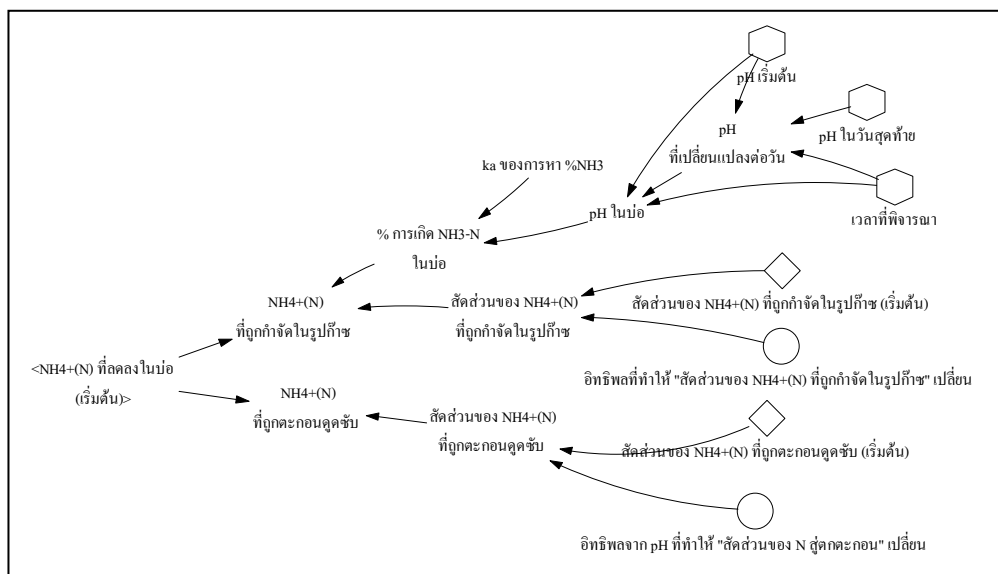 pH เริ่มต้น
pH
ที่เปลี่ยนแปลงต่อวัน
pH ในวันสุดท้าย
ka ของการหา %NH3
pH ในบ่อ
เวลาที่พิจารณา
% การเกิด NH3-N
ในบ่อ
NH4+(N)
ที่ถูกกำจัดในรูปก๊าซ
สัดส่วนของ NH4+(N)
ที่ถูกกำจัดในรูปก๊าซ
สัดส่วนของ NH4+(N) ที่ถูกกำจัดในรูปก๊าซ (เริ่มต้น)
<NH4+(N) ที่ลดลงในบ่อ
(เริ่มต้น)>
อิทธิพลที่ทำให้ "สัดส่วนของ NH4+(N) ที่ถูกกำจัดในรูปก๊าซ" เปลี่ยน
NH4+(N)
ที่ถูกตะกอนดูดซับ
สัดส่วนของ NH4+(N)
ที่ถูกตะกอนดูดซับ
สัดส่วนของ NH4+(N) ที่ถูกตะกอนดูดซับ (เริ่มต้น)
อิทธิพลจาก pH ที่ทำให้ "สัดส่วนของ N สู่ตกตะกอน" เปลี่ยน